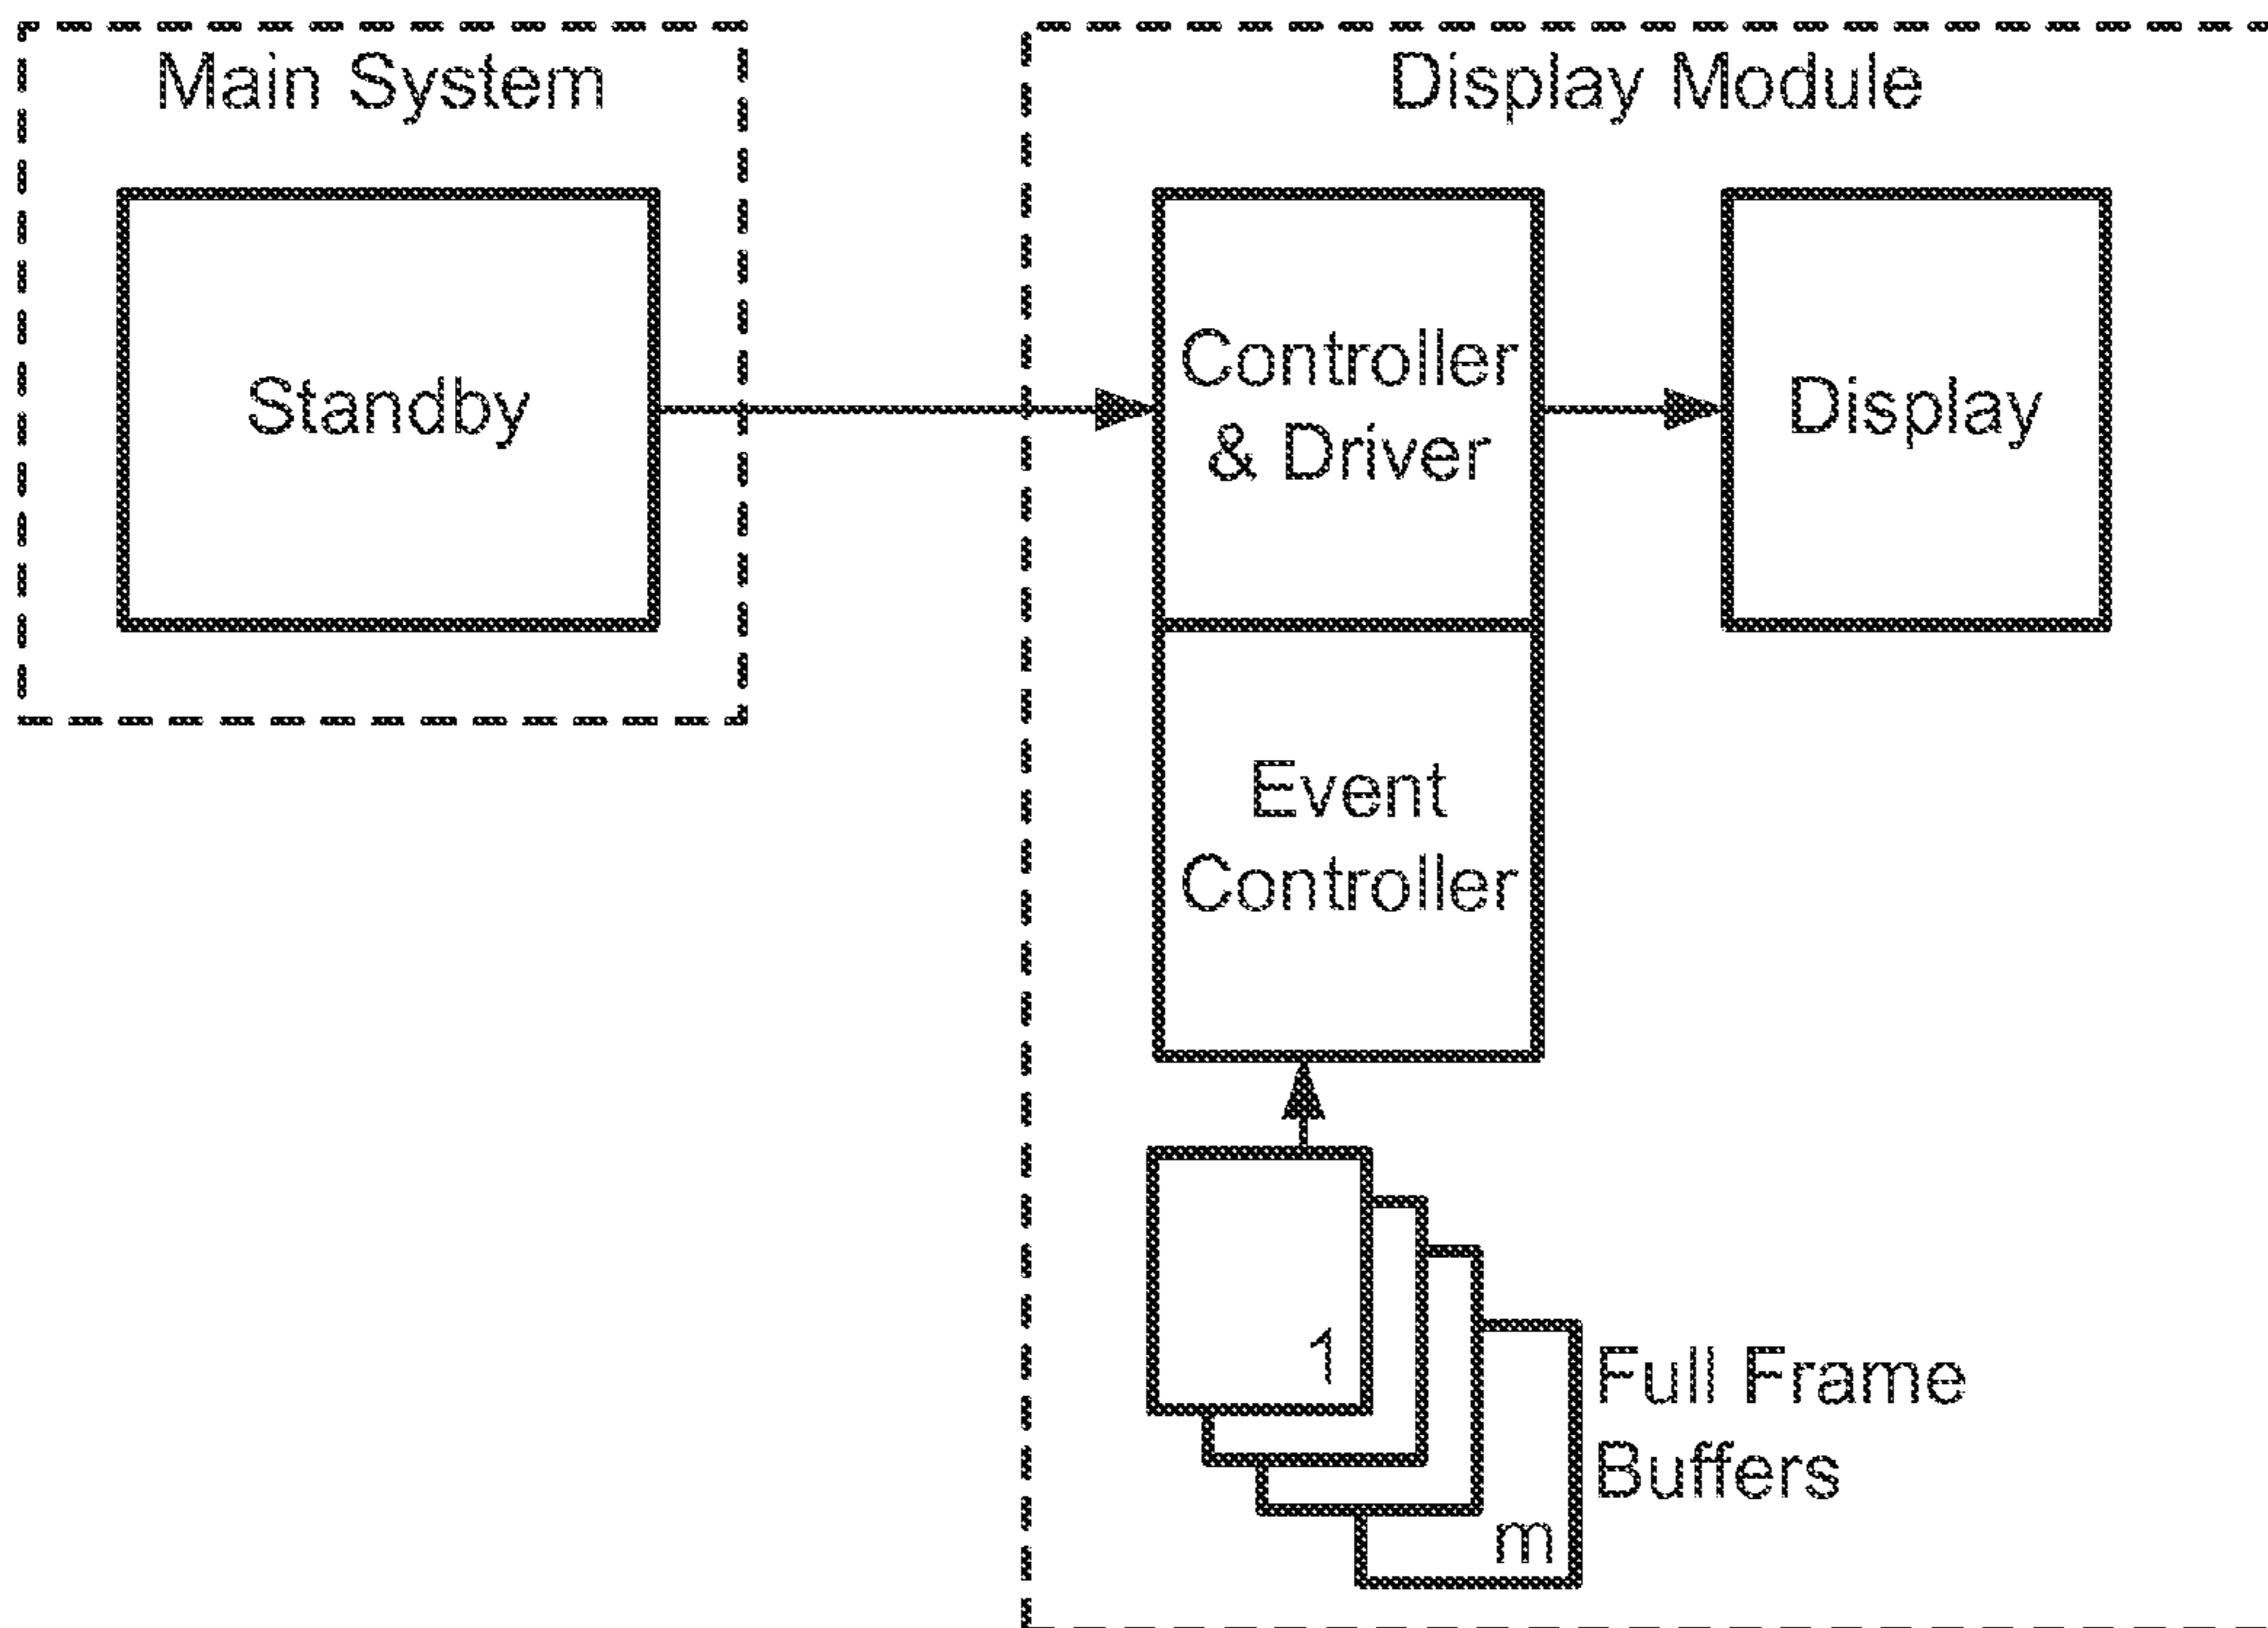 Main System
Display Module
Standby
Controller
& Driver
Display
Event
Controller
1
Full Frame
Buffers
m